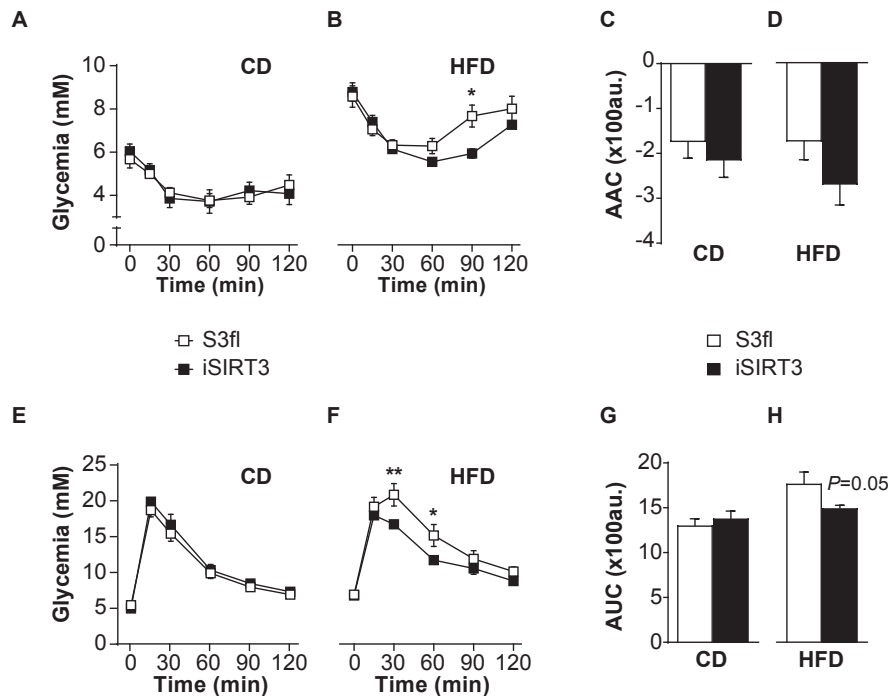 A
B
C
D
CD
HFD
*
Glycemia (mM)
10
8
6
4
0
0 30 60 90 120
0 30 60 90 120
Time (min)
Time (min)
AAC (x100au.)
0
-1
-2
-3
-4
CD
HFD
S3fl
iSIRT3
S3fl
iSIRT3
E
F
G
H
CD
HFD
**
*
Glycemia (mM)
25
20
15
10
5
0
0 30 60 90 120
0 30 60 90 120
Time (min)
Time (min)
AUC (x100au.)
20
15
10
5
0
P=0.05
CD
HFD